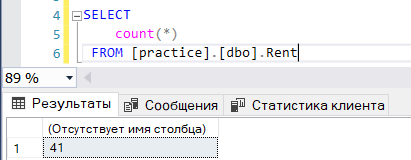 4 SELECT
5 count(*)
6 FROM [practice].[dbo].Rent
89 %
Результаты Сообщения Статистика клиента
(Отсутствует имя столбца)
1 41